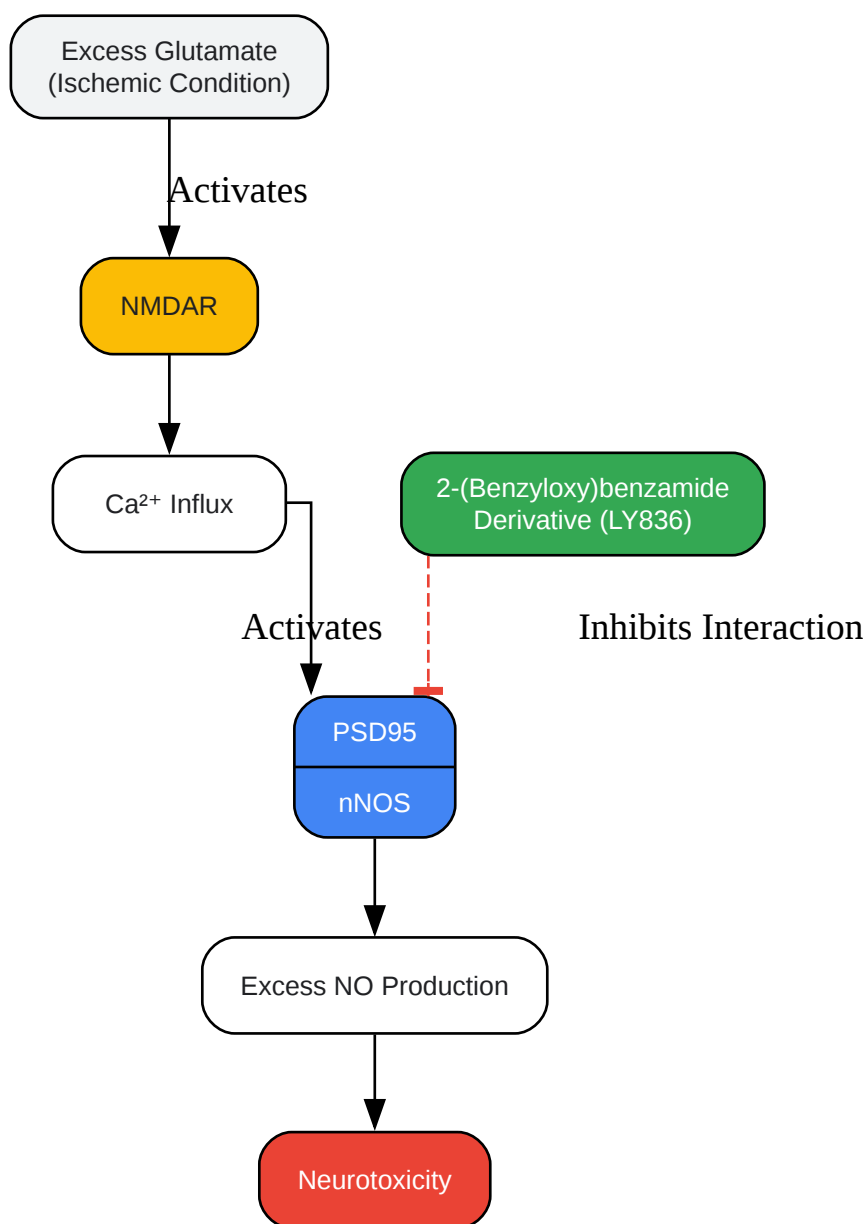 Excess Glutamate
(Ischemic Condition)
Activates
NMDAR
Ca²⁺ Influx
2-(Benzyloxy)benzamide
Derivative (LY836)
Activates
Inhibits Interaction
PSD95
nNOS
Excess NO Production
Neurotoxicity